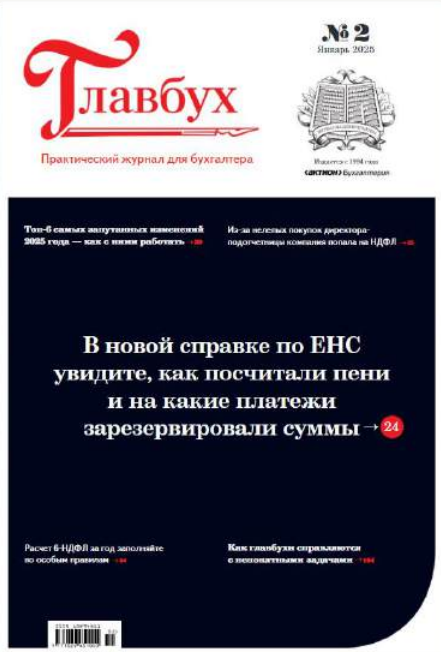 № 2
Январь 2025
Главбух
Практический журнал для бухгалтера
Издается с 1994 года
«АКТИОН» Бухгалтерия
Топ-6 самых запутанных изменений
2025 года — как с ними работать
Из-за нелепых покупок директора-
подотчетницы компания попала на НДФЛ
В новой справке по ЕНС
увидите, как посчитали пени
и на какие платежи
зарезервировали суммы → 24
Расчет 6-НДФЛ за год заполняйте
по особым правилам
Как главбухи справляются
с непонятными задачами